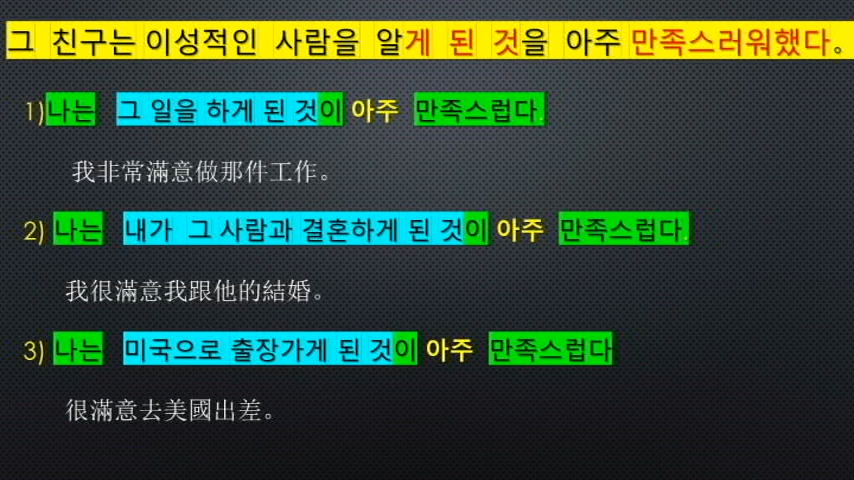 그 친구는 이성적인 사람을 알게 된 것을 아주 만족스러워했다。
1)나는 그 일을 하게 된 것이 아주 만족스럽다.
我非常滿意做那件工作。
2) 나는 내가 그 사람과 결혼하게 된 것이 아주 만족스럽다.
我很滿意我跟他的結婚。
3) 나는 미국으로 출장가게 된 것이 아주 만족스럽다
很滿意去美國出差。